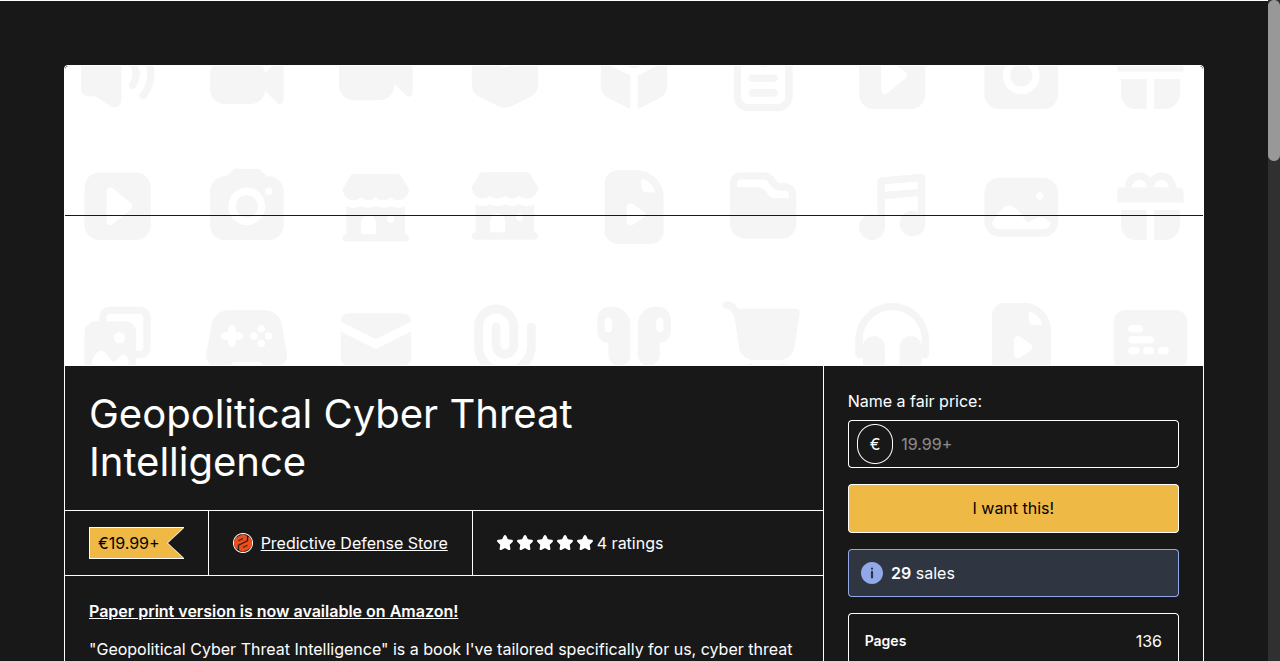 Geopolitical Cyber Threat
Intelligence
€19.99+
Predictive Defense Store
4 ratings
Paper print version is now available on Amazon!
"Geopolitical Cyber Threat Intelligence" is a book I've tailored specifically for us, cyber threat
Name a fair price:
€ 19.99+
I want this!
29 sales
Pages 136